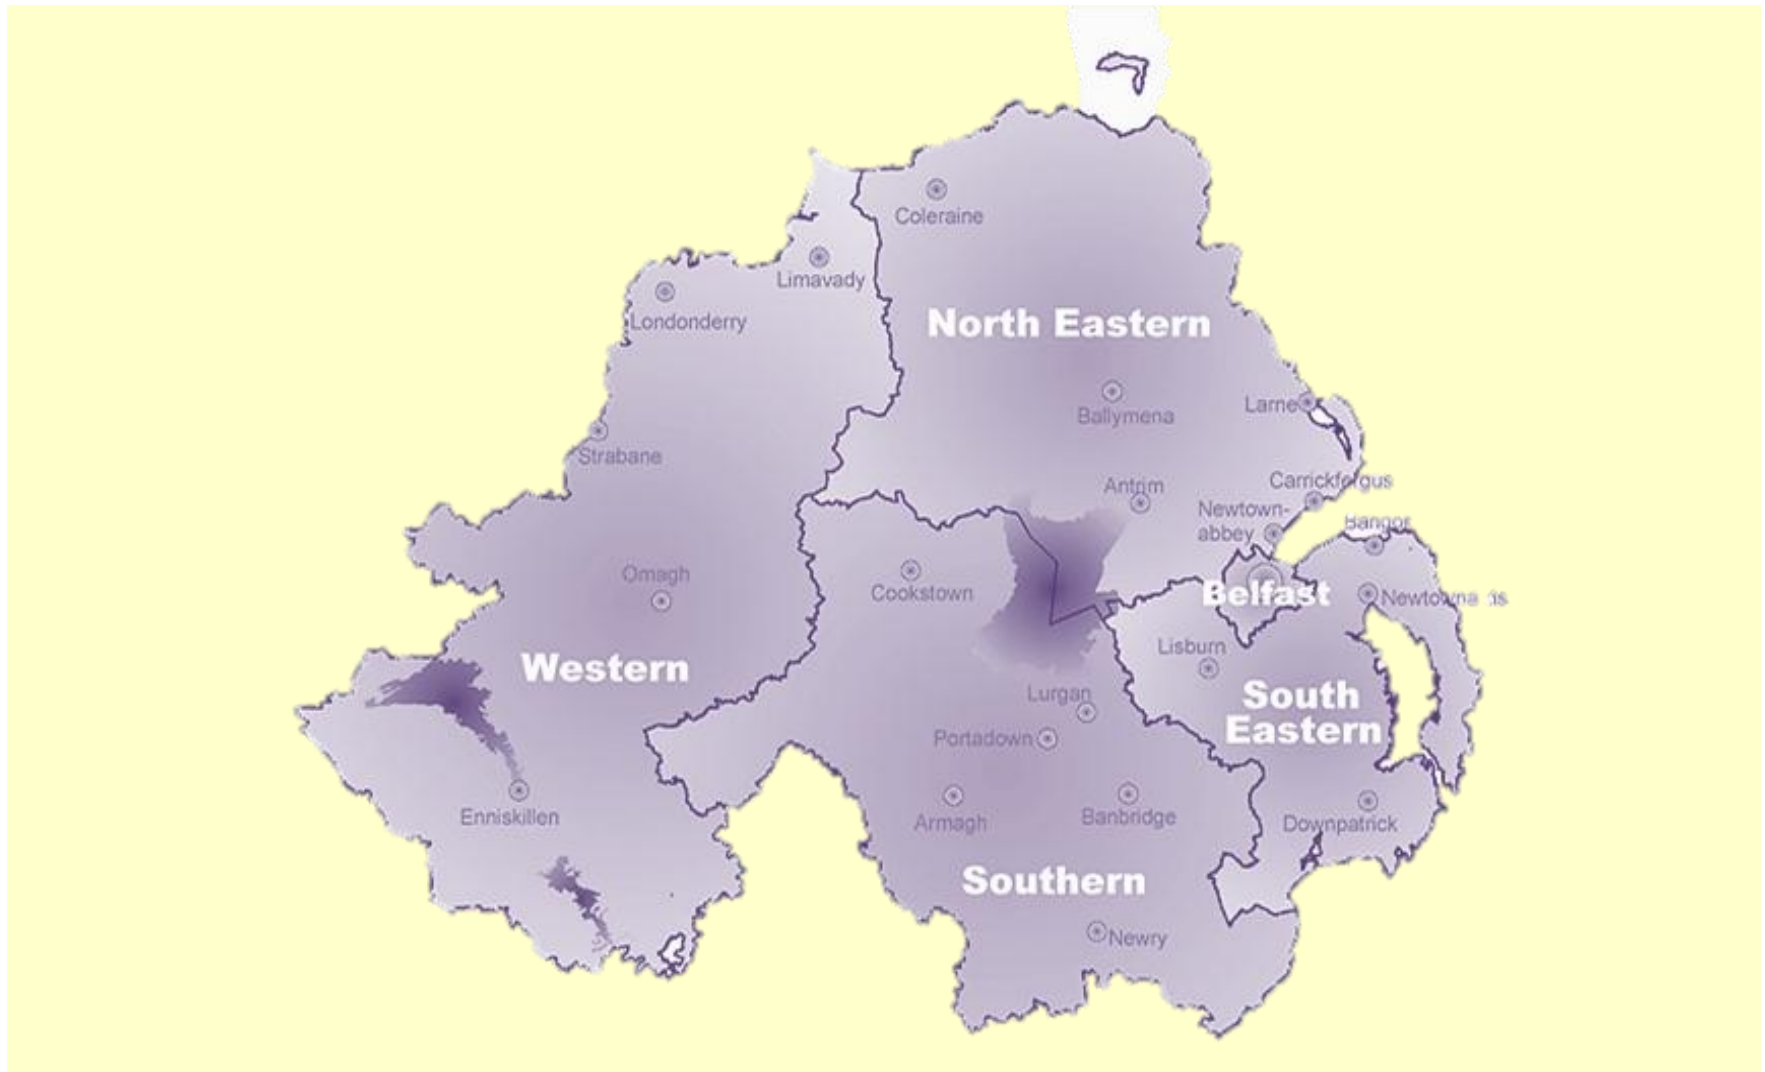 Coleraine
Limavady
Londonderry
North Eastern
Ballymena
Larne
Strabane
Antrim
Carrickfergus
Newtown-
abbey
Bangor
Omagh
Cookstown
Belfast
Lisburn
Western
Lurgan
South
Eastern
Portadown
Enniskillen
Armagh
Banbridge
Downpatrick
Southern
Newry